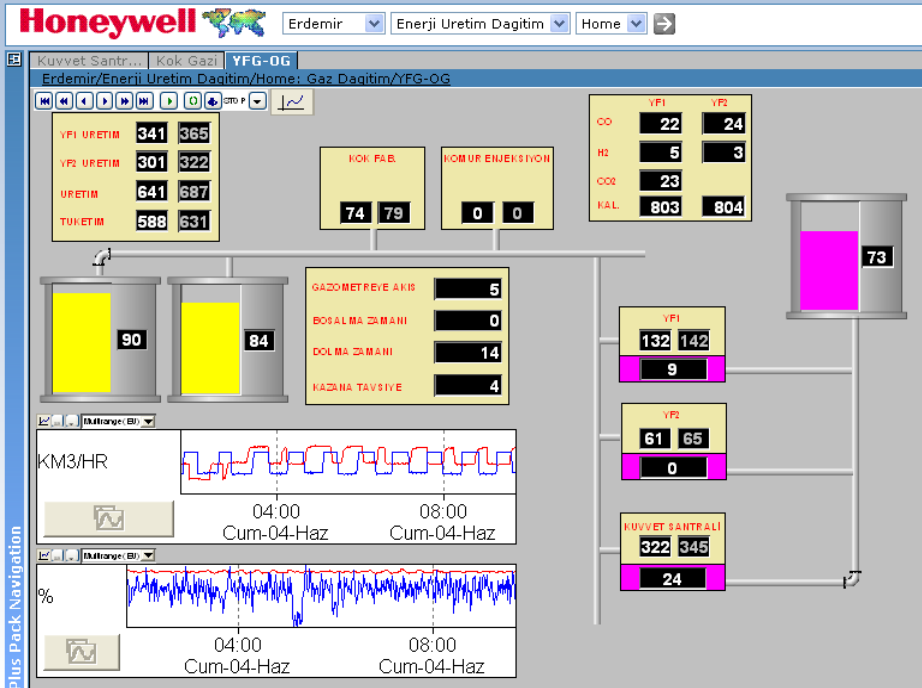 Honeywell Erdemir Enerji Uretim Dagitim Home
Kuvvet Santr... Kok Gazi YFG-OG
Erdemir/Enerji Uretim Dagitim/Home: Gaz Dagitim/YFG-OG
STO P
YF1 URETIM 341 365
YF2 URETIM 301 322
URETIM 641 687
TUKETIM 588 631
KOK FAB.
74 79
KOMUR ENJEKSIYON
0 0
YF1 YF2
CO 22 24
H2 5 3
CO2 23
KAL. 803 804
73
90
84
GAZOMETREYE AKIS 5
BOSALMA ZAMANI 0
DOLMA ZAMANI 14
KAZANA TAVSIYE 4
YF1
132 142
9
YF2
61 65
0
KUVVET SANTRALİ
322 345
24
Multirange(EU)
KM3/HR
04:00 08:00
Cum-04-Haz Cum-04-Haz
Multirange(EU)
%
04:00 08:00
Cum-04-Haz Cum-04-Haz
Plus Pack Navigation